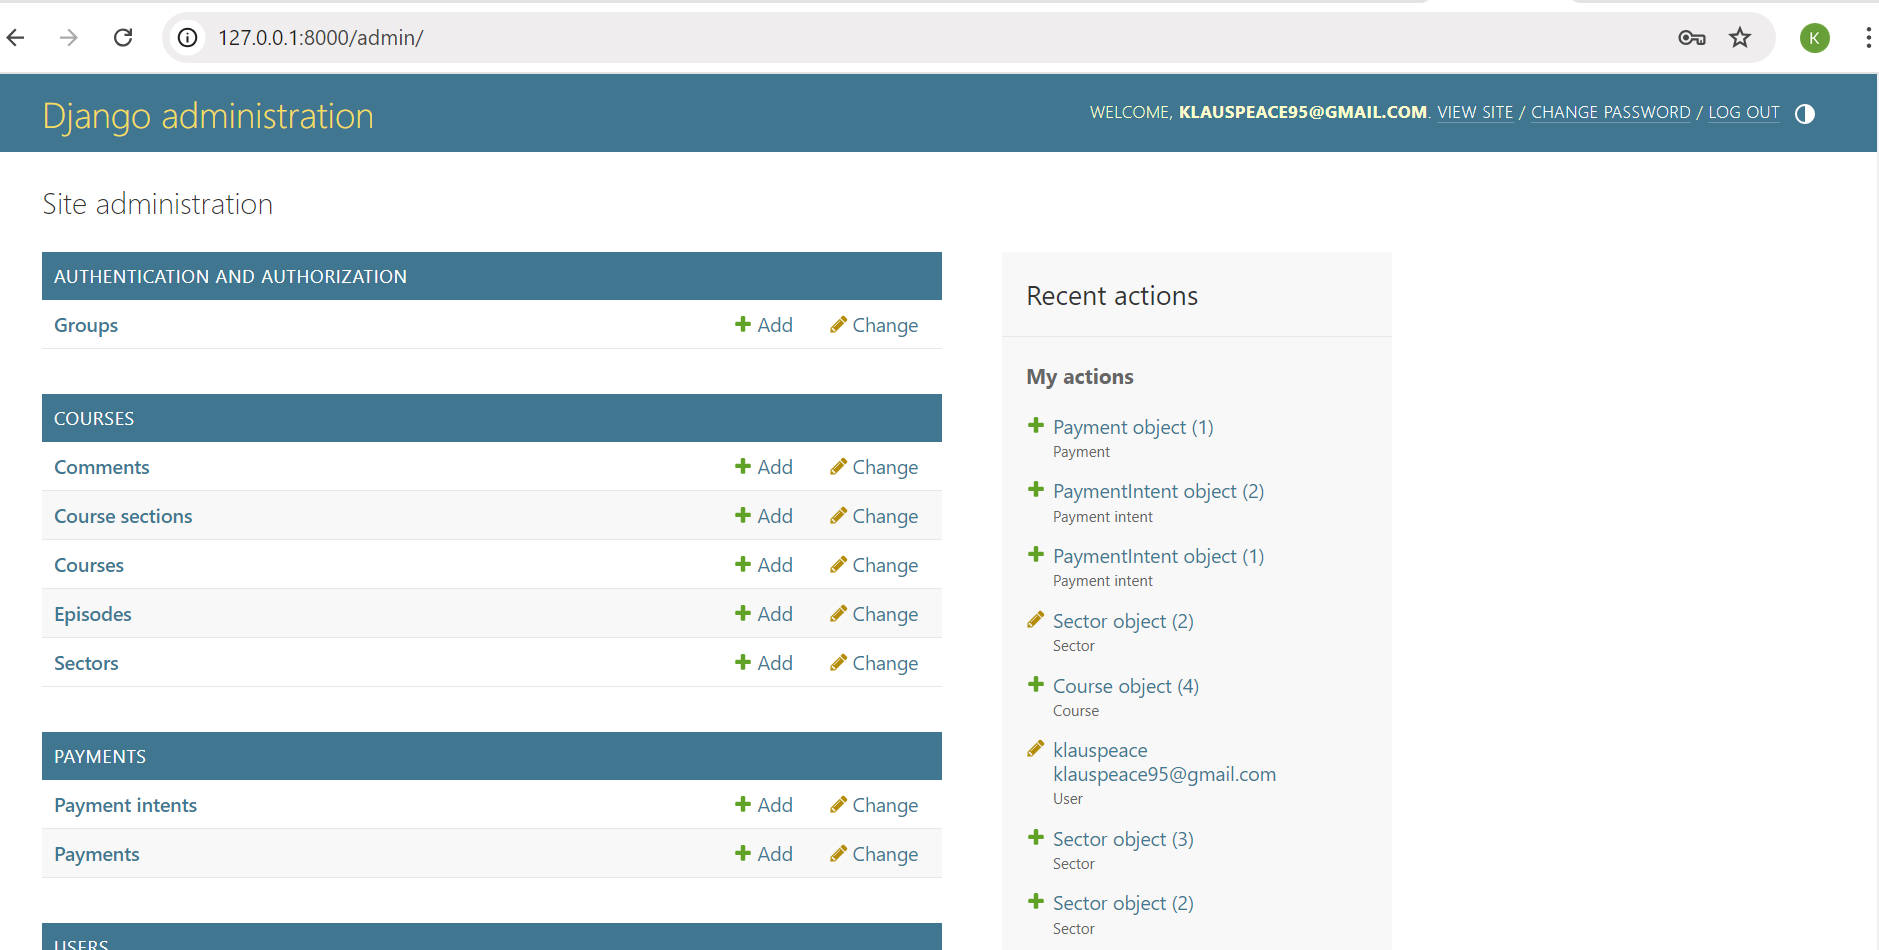 127.0.0.1:8000/admin/
K
Django administration
WELCOME, KLAUSPEACE95@GMAIL.COM. VIEW SITE / CHANGE PASSWORD / LOG OUT
Site administration
AUTHENTICATION AND AUTHORIZATION
Groups Add Change
COURSES
Comments Add Change
Course sections Add Change
Courses Add Change
Episodes Add Change
Sectors Add Change
PAYMENTS
Payment intents Add Change
Payments Add Change
USERS
Recent actions
My actions
Payment object (1)
Payment
PaymentIntent object (2)
Payment intent
PaymentIntent object (1)
Payment intent
Sector object (2)
Sector
Course object (4)
Course
klauspeace
klauspeace95@gmail.com
User
Sector object (3)
Sector
Sector object (2)
Sector